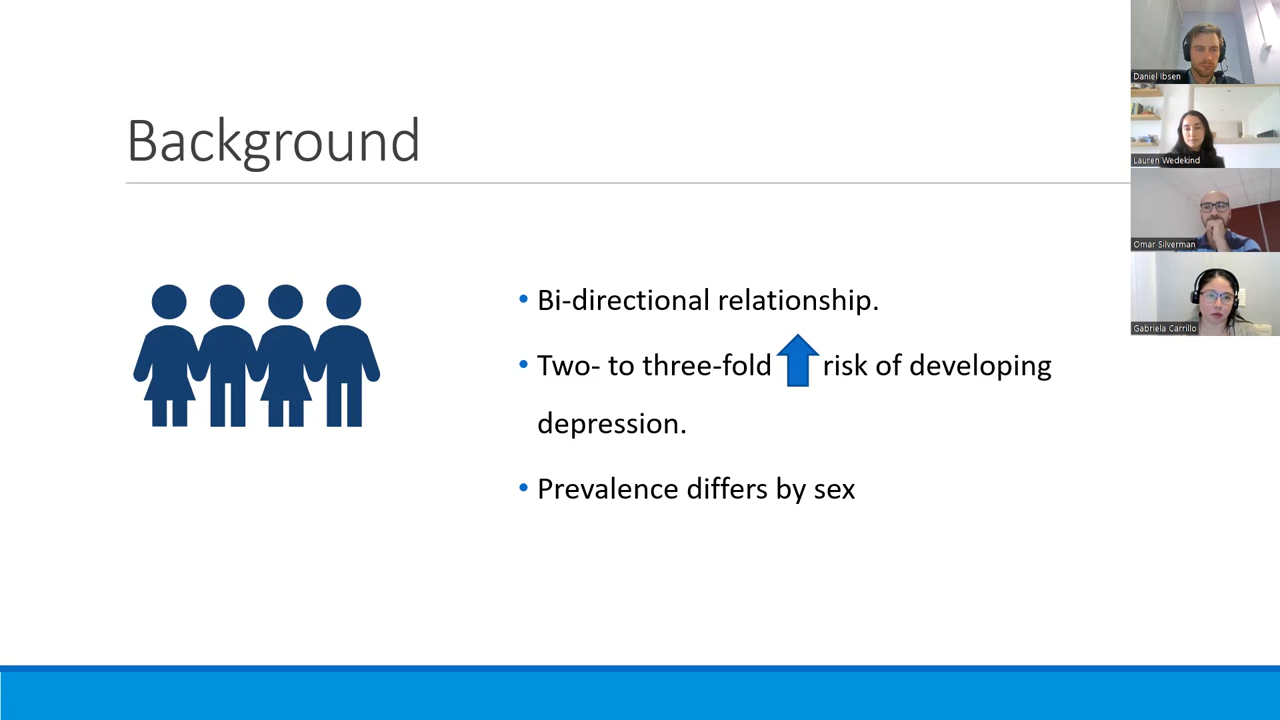 Background
• Bi-directional relationship.
• Two- to three-fold risk of developing
depression.
• Prevalence differs by sex
Daniel Ibsen
Lauren Wedekind
Omar Silverman
Gabriela Carrillo